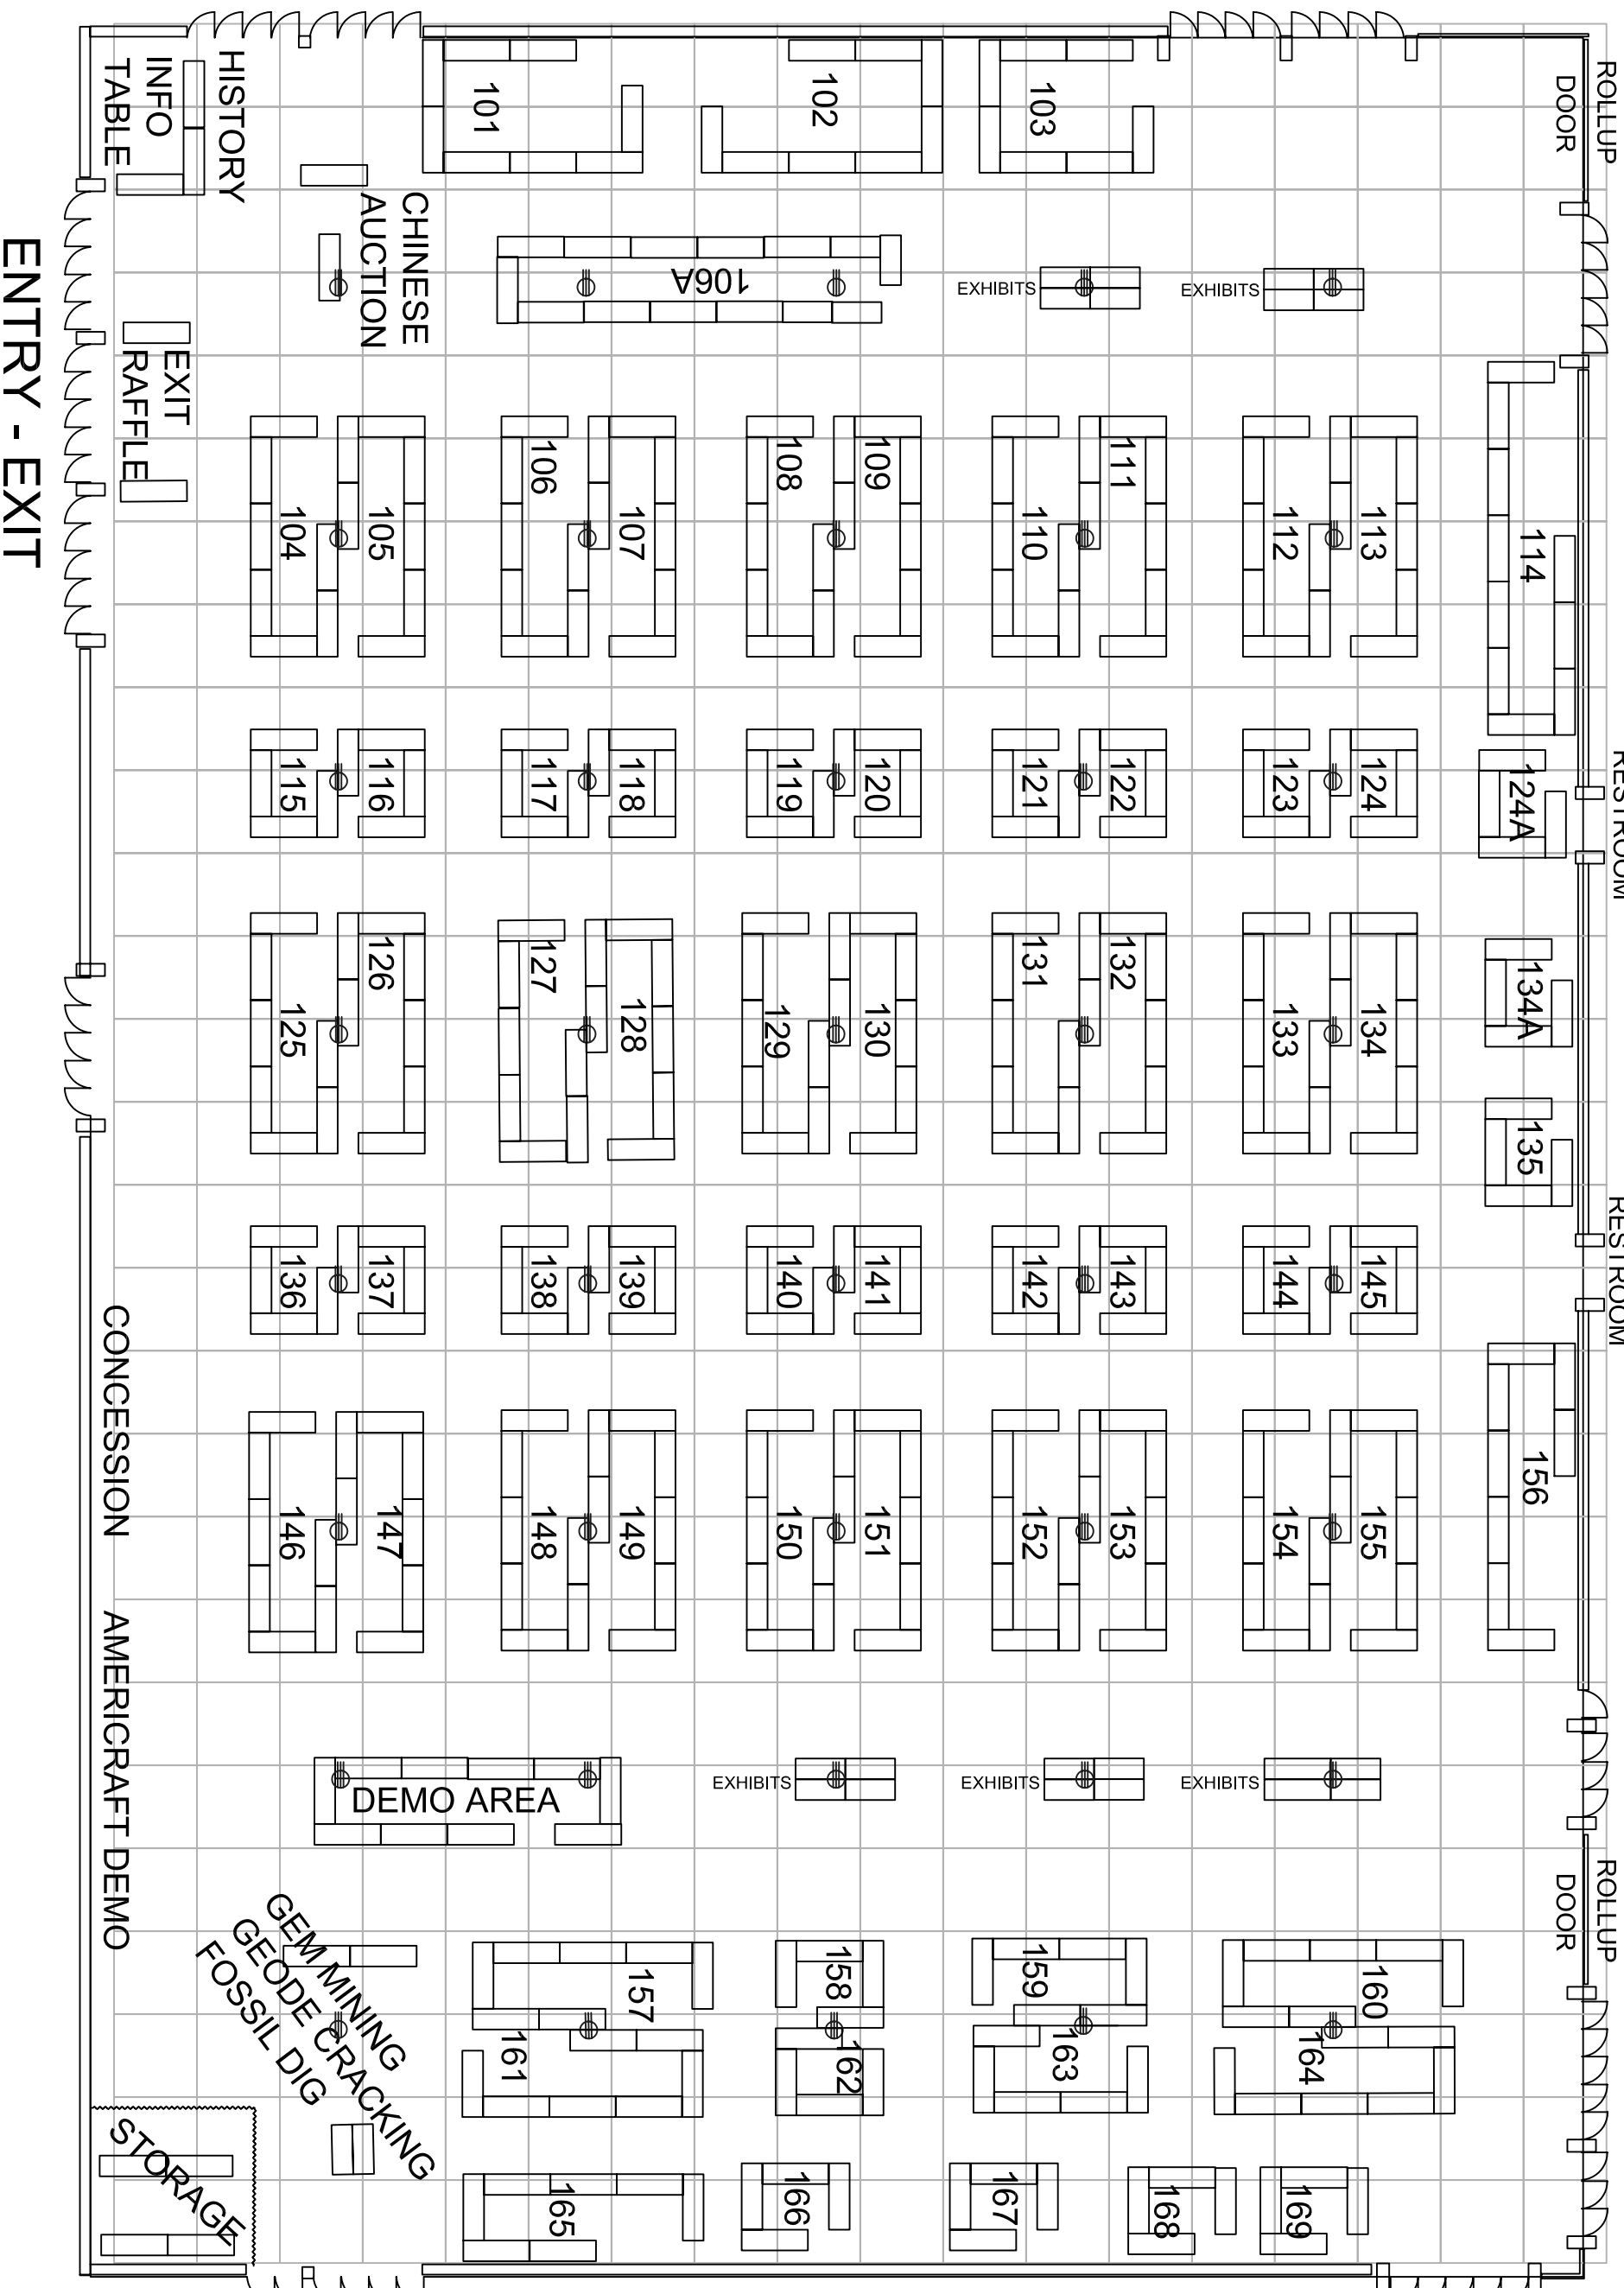 ROLLUP
DOOR
HISTORY
INFO
TABLE
101
102
103
CHINESE
AUCTION
106A
EXHIBITS
EXHIBITS
ENTRY - EXIT
EXIT
RAFFLE
104
105
106
107
108
109
110
111
112
113
114
RESTROOM
115
116
117
118
119
120
121
122
123
124
124A
125
126
127
128
129
130
131
132
133
134
134A
135
RESTROOM
136
137
138
139
140
141
142
143
144
145
CONCESSION
146
147
148
149
150
151
152
153
154
155
156
AMERICRAFT DEMO
DEMO AREA
EXHIBITS
EXHIBITS
EXHIBITS
ROLLUP
DOOR
GEM MINING
GEODE CRACKING
FOSSIL DIG
157
158
159
160
161
162
163
164
STORAGE
165
166
167
168
169